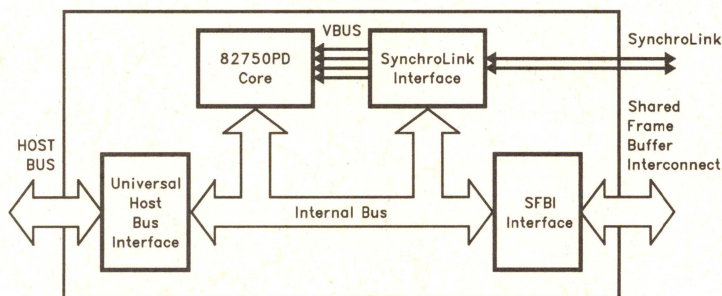 VBUS
82750PD
Core
SynchroLink
Interface
SynchroLink
Shared
Frame
Buffer
Interconnect
HOST
BUS
Universal
Host
Bus
Interface
Internal Bus
SFBI
Interface